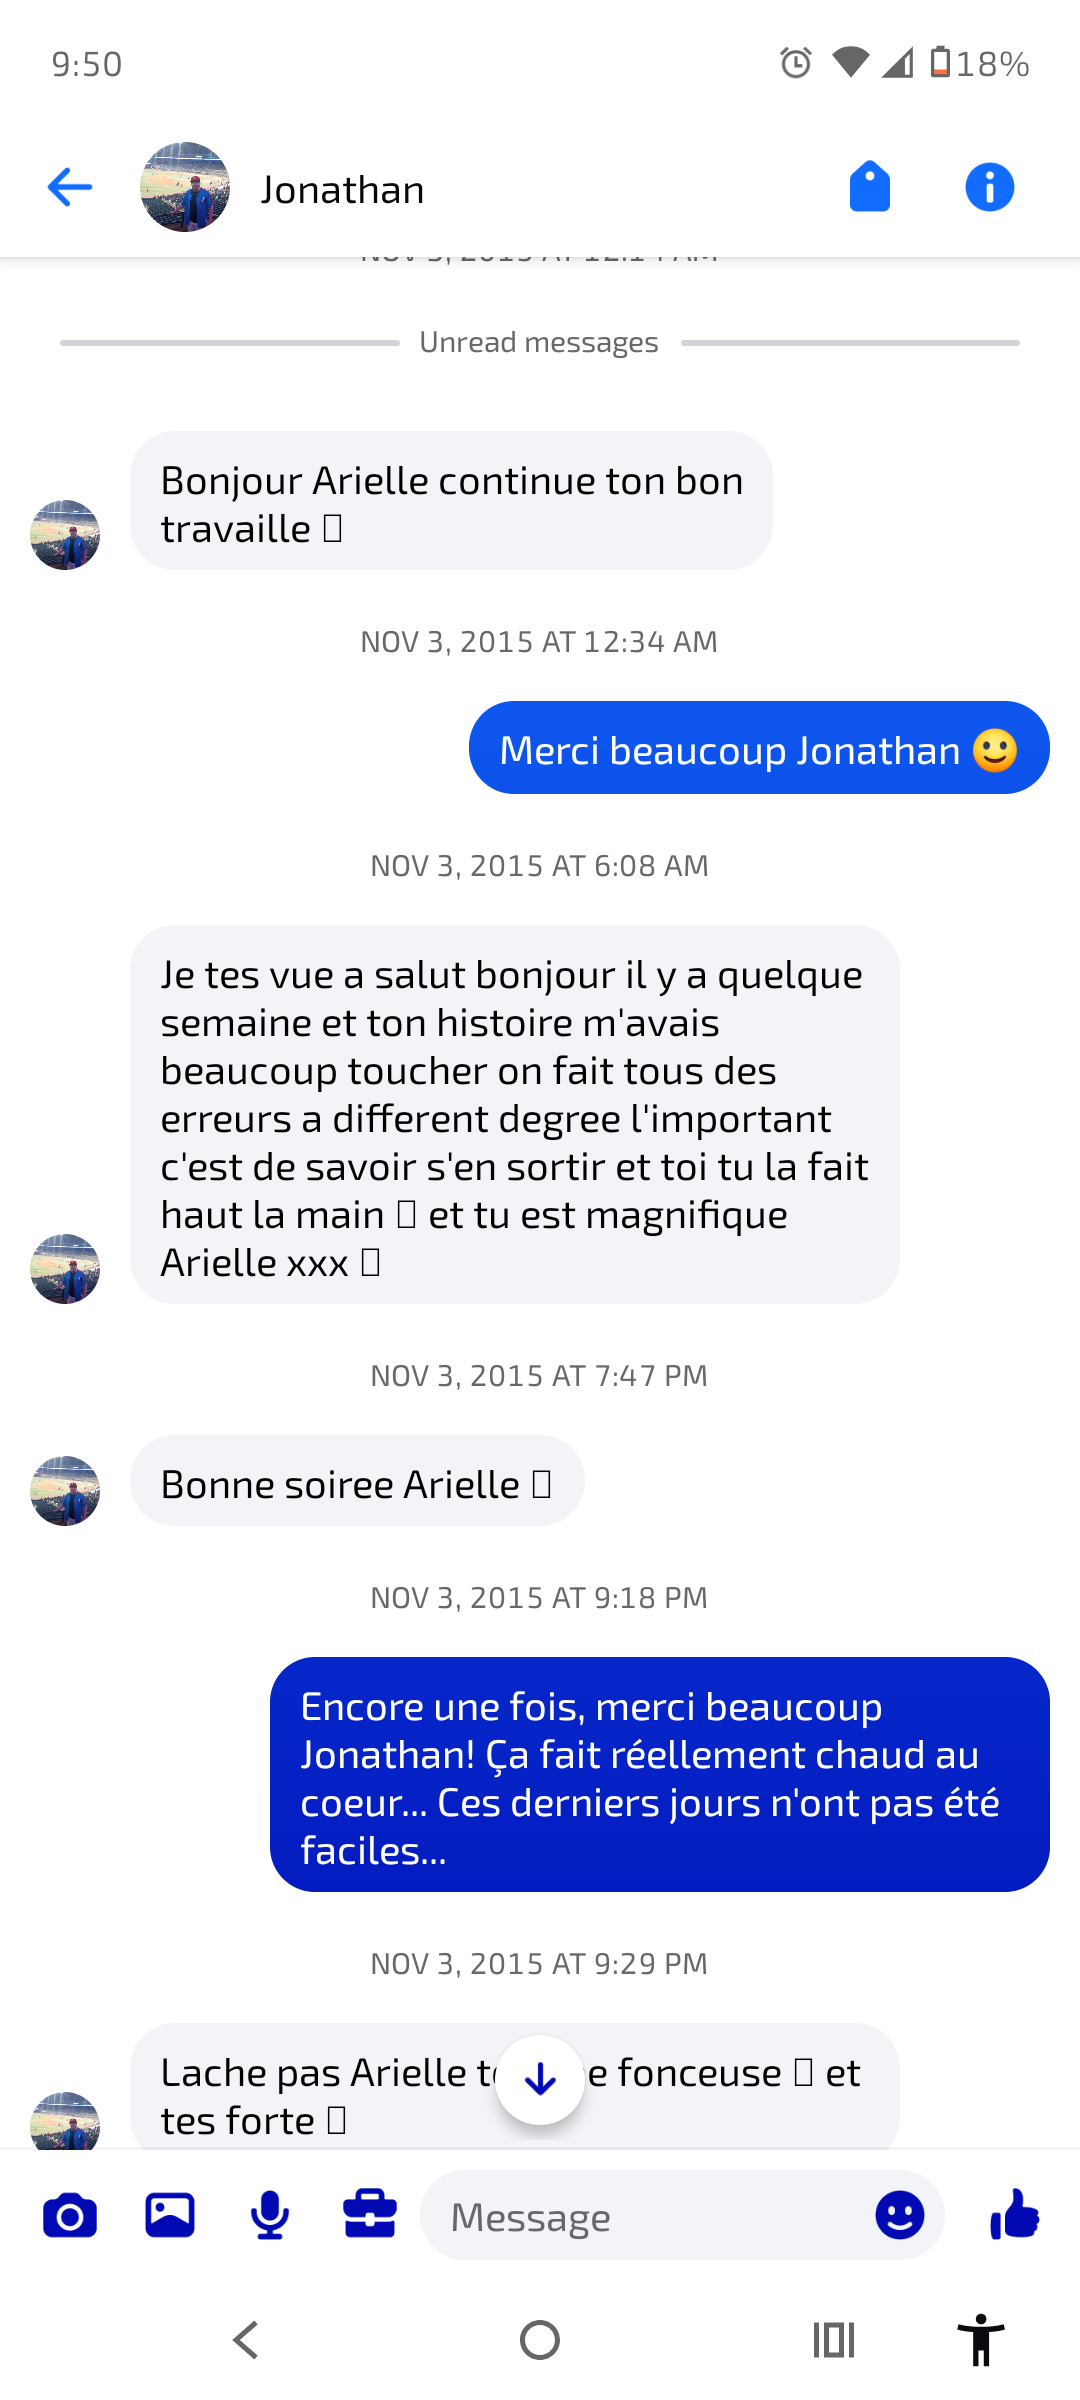 9:50
18%
Jonathan
Unread messages
Bonjour Arielle continue ton bon
travaille
NOV 3, 2015 AT 12:34 AM
Merci beaucoup Jonathan 🙂
NOV 3, 2015 AT 6:08 AM
Je tes vue a salut bonjour il y a quelque
semaine et ton histoire m'avais
beaucoup toucher on fait tous des
erreurs a different degree l'important
c'est de savoir s'en sortir et toi tu la fait
haut la main et tu est magnifique
Arielle xxx
NOV 3, 2015 AT 7:47 PM
Bonne soiree Arielle
NOV 3, 2015 AT 9:18 PM
Encore une fois, merci beaucoup
Jonathan! Ça fait réellement chaud au
coeur... Ces derniers jours n'ont pas été
faciles...
NOV 3, 2015 AT 9:29 PM
Lache pas Arielle fonceuse et
tes forte
Message